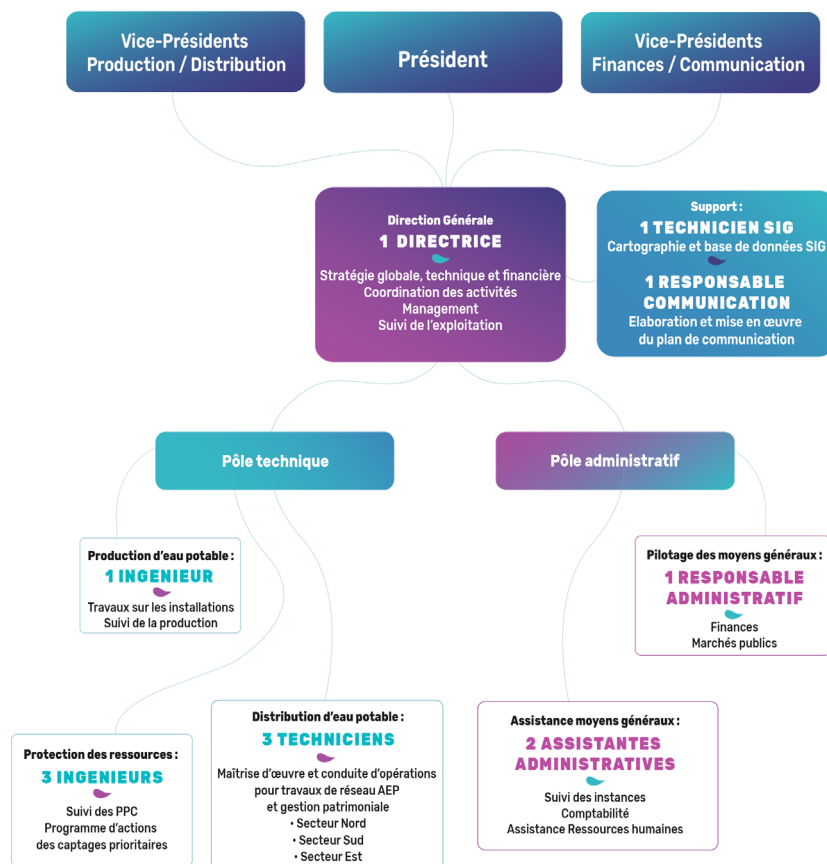 Vice-Présidents
Production / Distribution
Président
Vice-Présidents
Finances / Communication
Direction Générale
1 DIRECTRICE
Stratégie globale, technique et financière
Coordination des activités
Management
Suivi de l'exploitation
Support :
1 TECHNICIEN SIG
Cartographie et base de données SIG
1 RESPONSABLE
COMMUNICATION
Elaboration et mise en œuvre
du plan de communication
Pôle technique
Pôle administratif
Production d'eau potable :
1 INGENIEUR
Travaux sur les installations
Suivi de la production
Pilotage des moyens généraux :
1 RESPONSABLE
ADMINISTRATIF
Finances
Marchés publics
Protection des ressources :
3 INGENIEURS
Suivi des PPC
Programme d'actions
des captages prioritaires
Distribution d'eau potable :
3 TECHNICIENS
Maîtrise d'œuvre et conduite d'opérations
pour travaux de réseau AEP
et gestion patrimoniale
• Secteur Nord
• Secteur Sud
• Secteur Est
Assistance moyens généraux :
2 ASSISTANTES
ADMINISTRATIVES
Suivi des instances
Comptabilité
Assistance Ressources humaines